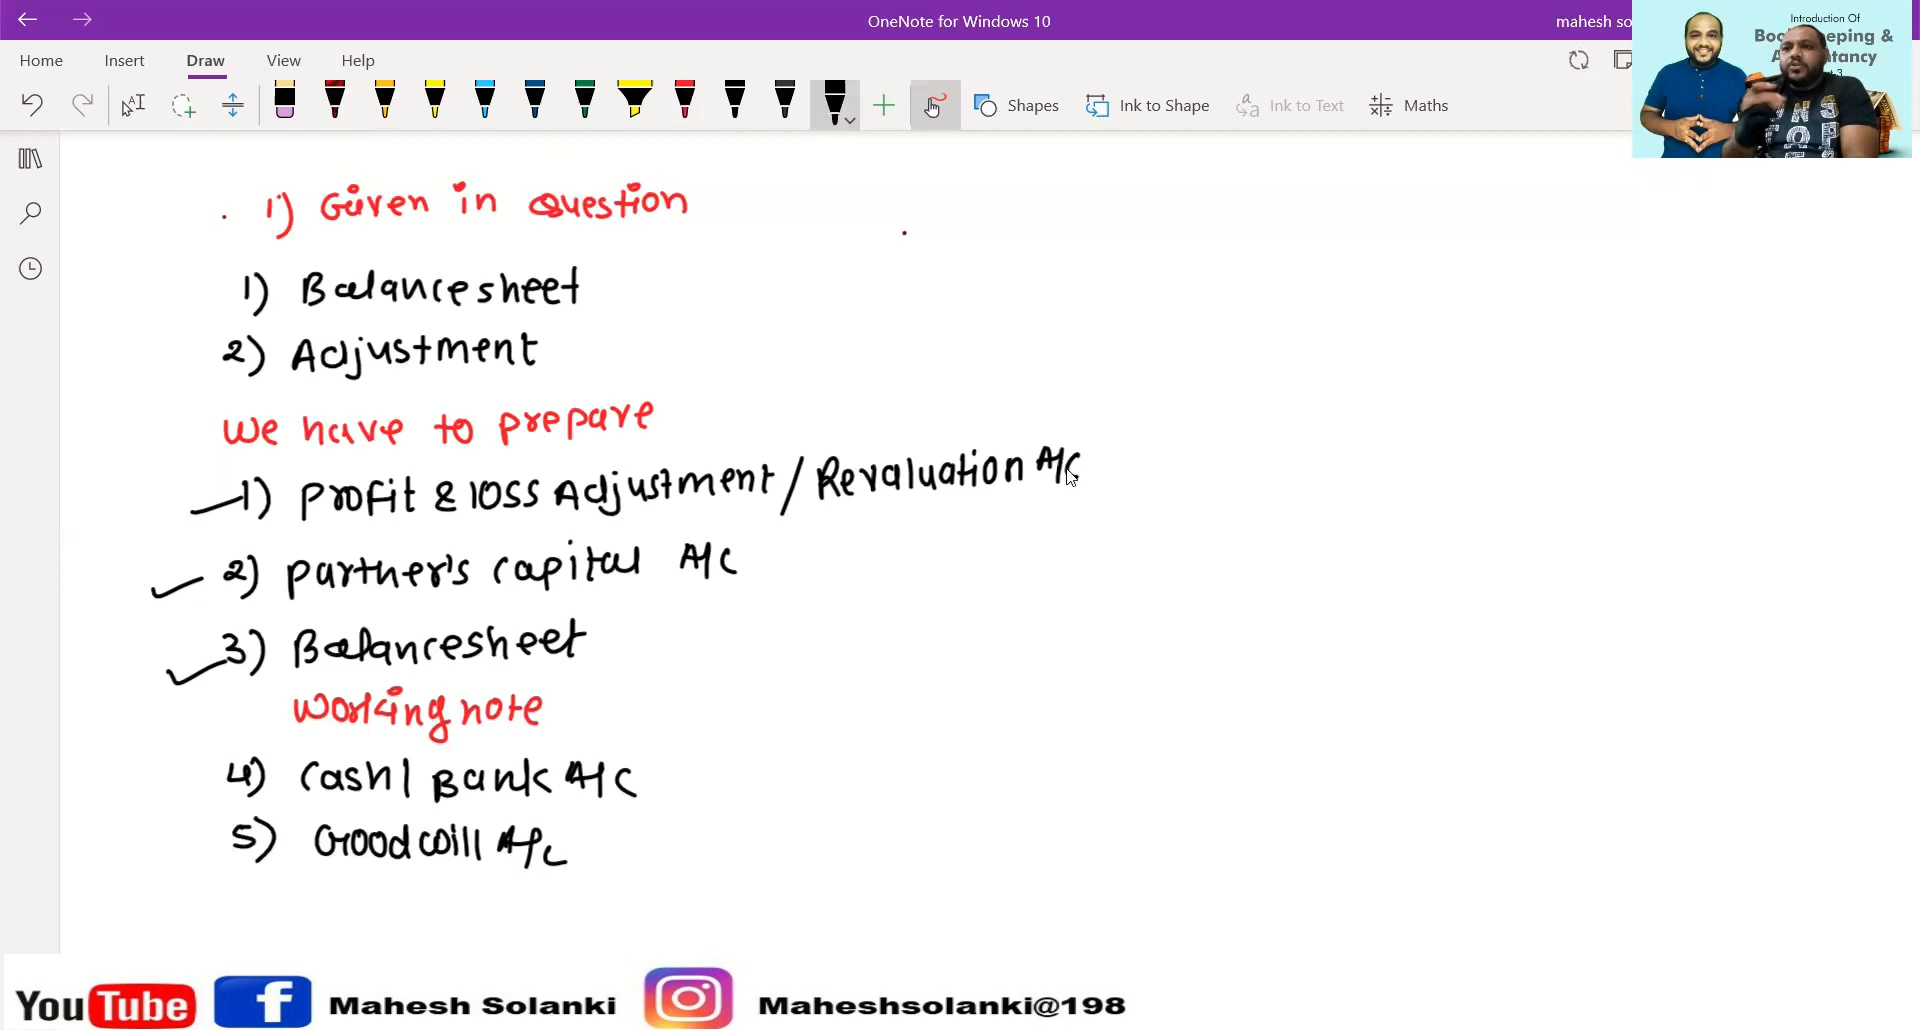 OneNote for Windows 10
mahesh so
Home Insert Draw View Help
Shapes Ink to Shape Ink to Text Maths
Introduction Of
1) Given in Question
1) Balancesheet
2) Adjustment
We have to prepare
1) Profit & loss Adjustment / Revaluation A/c
2) Partner's capital A/c
3) Balancesheet
Working note
4) Cash | Bank A/c
5) Goodwill A/c
YouTube f Mahesh Solanki Maheshsolanki@198